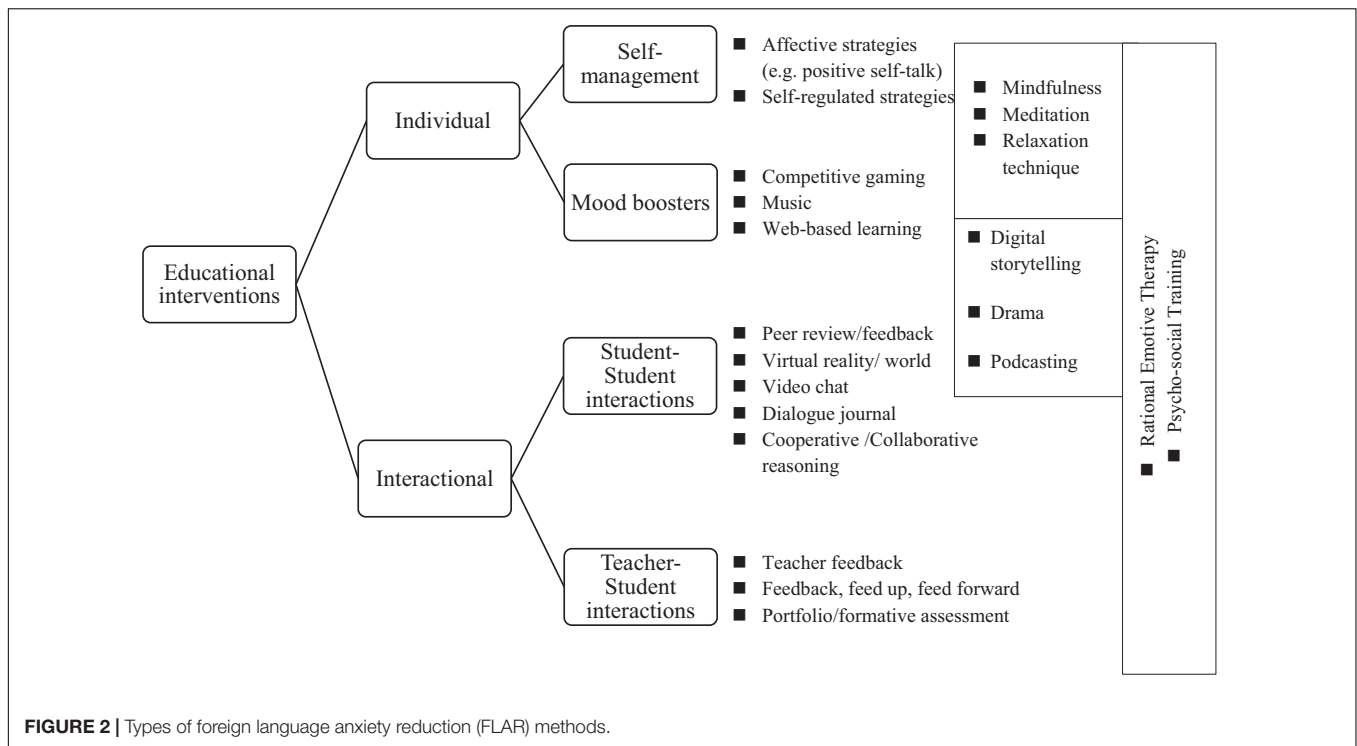 Self-
management
■ Affective strategies
(e.g. positive self-talk)
■ Self-regulated strategies
■ Mindfulness
■ Meditation
■ Relaxation
technique
Individual
Mood boosters
■ Competitive gaming
■ Music
■ Web-based learning
■ Digital
storytelling
■ Drama
■ Podcasting
Educational
interventions
Student-
Student
interactions
■ Peer review/feedback
■ Virtual reality/ world
■ Video chat
■ Dialogue journal
■ Cooperative /Collaborative
reasoning
Interactional
Teacher-
Student
interactions
■ Teacher feedback
■ Feedback, feed up, feed forward
■ Portfolio/formative assessment
■ Rational Emotive Therapy
■ Psycho-social Training
FIGURE 2 | Types of foreign language anxiety reduction (FLAR) methods.